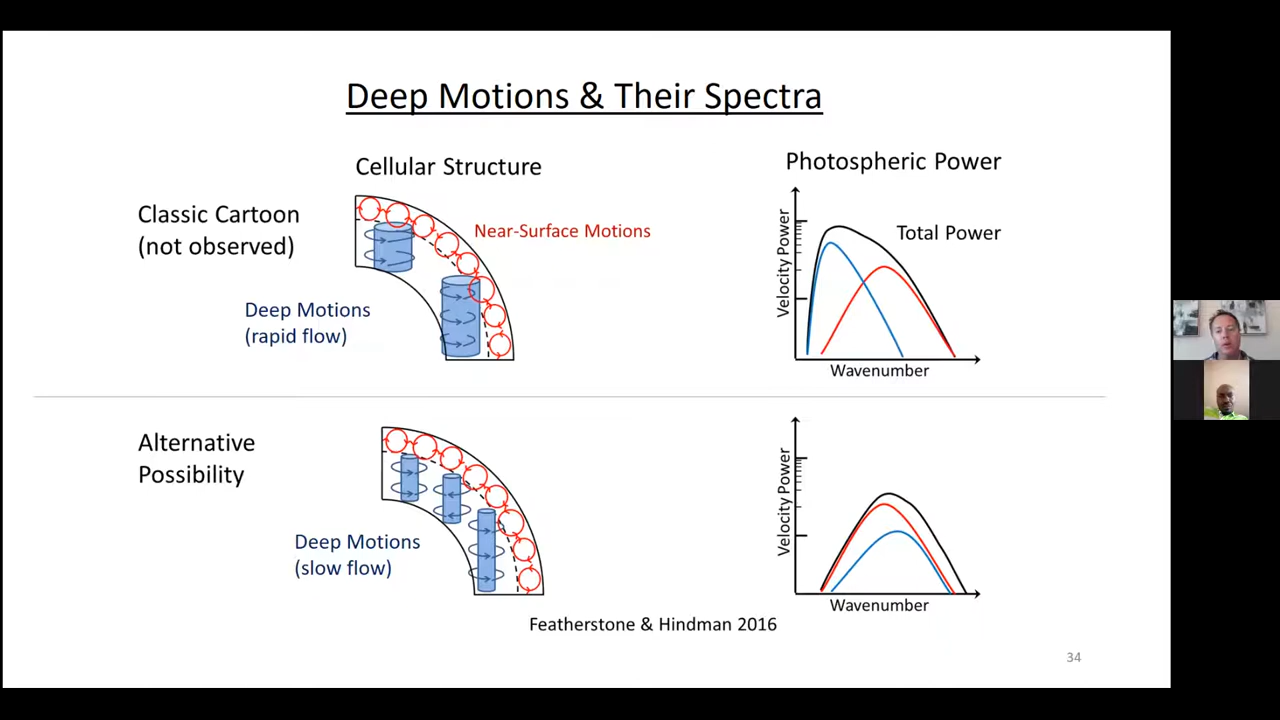 Deep Motions & Their Spectra
Cellular Structure
Photospheric Power
Classic Cartoon
(not observed)
Near-Surface Motions
Deep Motions
(rapid flow)
Velocity Power
Total Power
Wavenumber
Alternative
Possibility
Deep Motions
(slow flow)
Velocity Power
Wavenumber
Featherstone & Hindman 2016
34